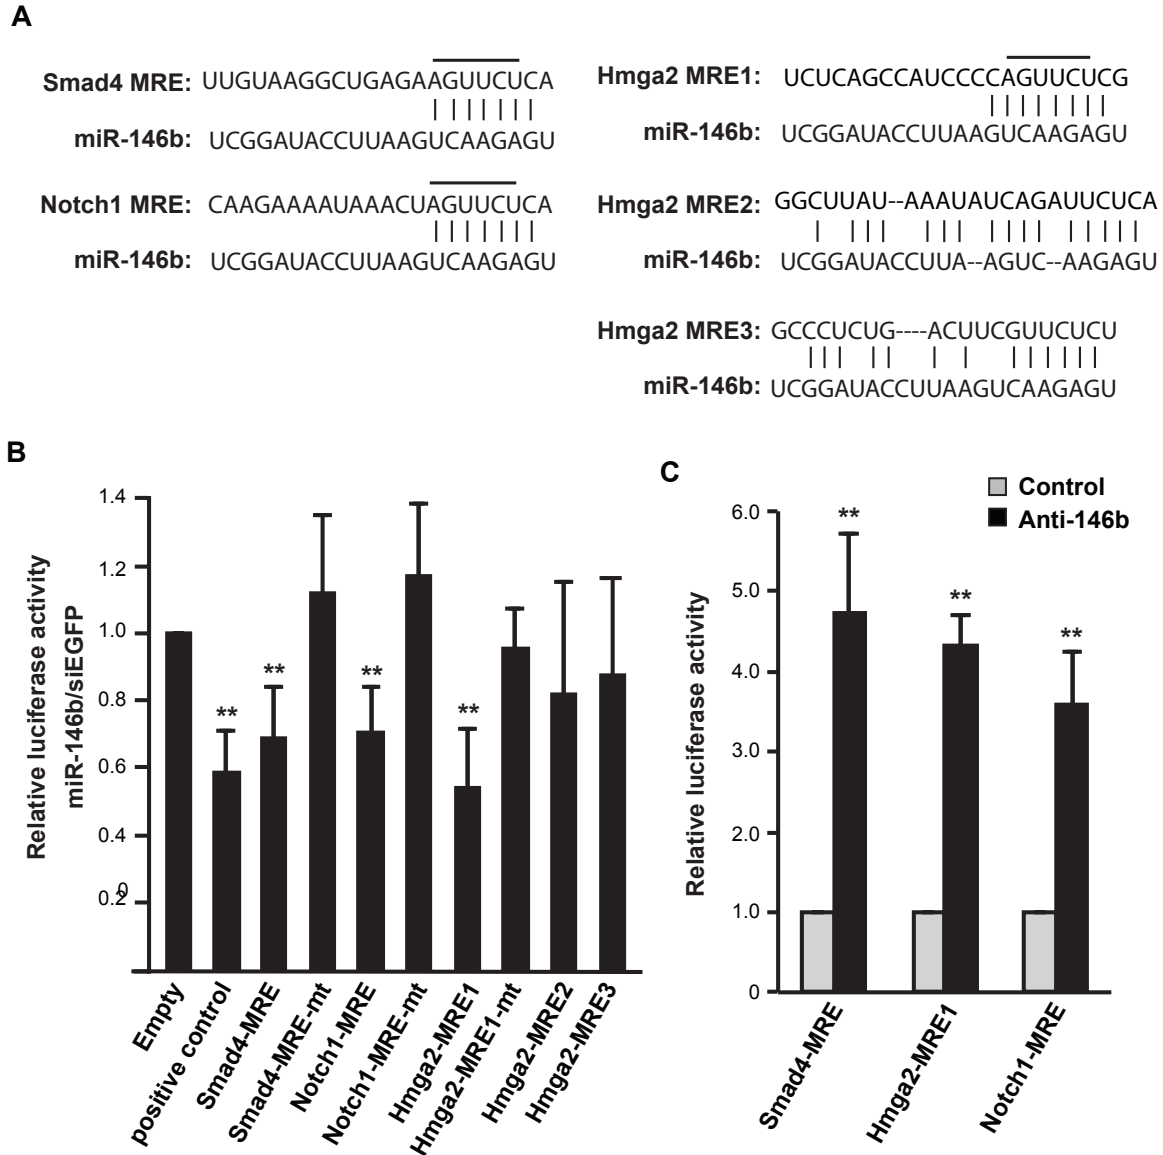 A
Smad4 MRE: UUGUAAGGCUGAGAAGUUCUCA
miR-146b: UCGGAUACCUUAAGUCAAGAGU
Notch1 MRE: CAAGAAAAUAAACUAGUUCUCA
miR-146b: UCGGAUACCUUAAGUCAAGAGU
Hmga2 MRE1: UCUCAGCCAUCCCCAGUUCUCG
miR-146b: UCGGAUACCUUAAGUCAAGAGU
Hmga2 MRE2: GGCUUAU--AAAUAUCAGAUUCUCA
miR-146b: UCGGAUACCUUA--AGUC--AAGAGU
Hmga2 MRE3: GCCCUCUG----ACUUCGUUCUCU
miR-146b: UCGGAUACCUUAAGUCAAGAGU
B
Relative luciferase activity
miR-146b/siEGFP
1.4
1.2
1.0
0.8
0.6
0.4
0.2
0
**
**
**
**
Empty
positive control
Smad4-MRE
Smad4-MRE-mt
Notch1-MRE
Notch1-MRE-mt
Hmga2-MRE1
Hmga2-MRE1-mt
Hmga2-MRE2
Hmga2-MRE3
C
Control
Anti-146b
Relative luciferase activity
6.0
5.0
4.0
3.0
2.0
1.0
0
**
**
**
Smad4-MRE
Hmga2-MRE1
Notch1-MRE